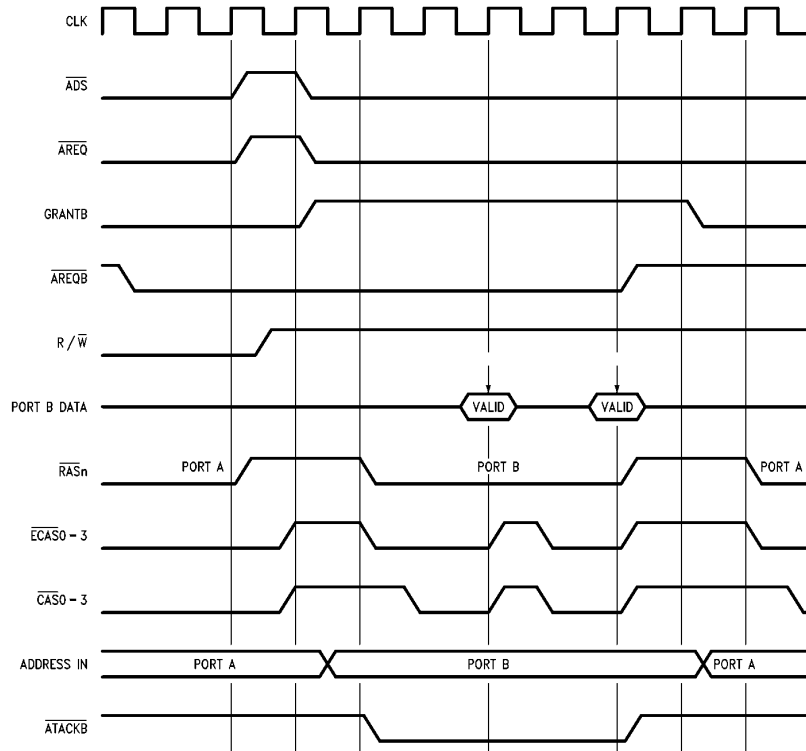 CLK
ADS
AREQ
GRANTB
AREQB
R/W
VALID VALID
PORT B DATA
PORT A PORT B PORT A
RASn
ECAS0-3
CAS0-3
ADDRESS IN PORT A PORT B PORT A
ATACKB